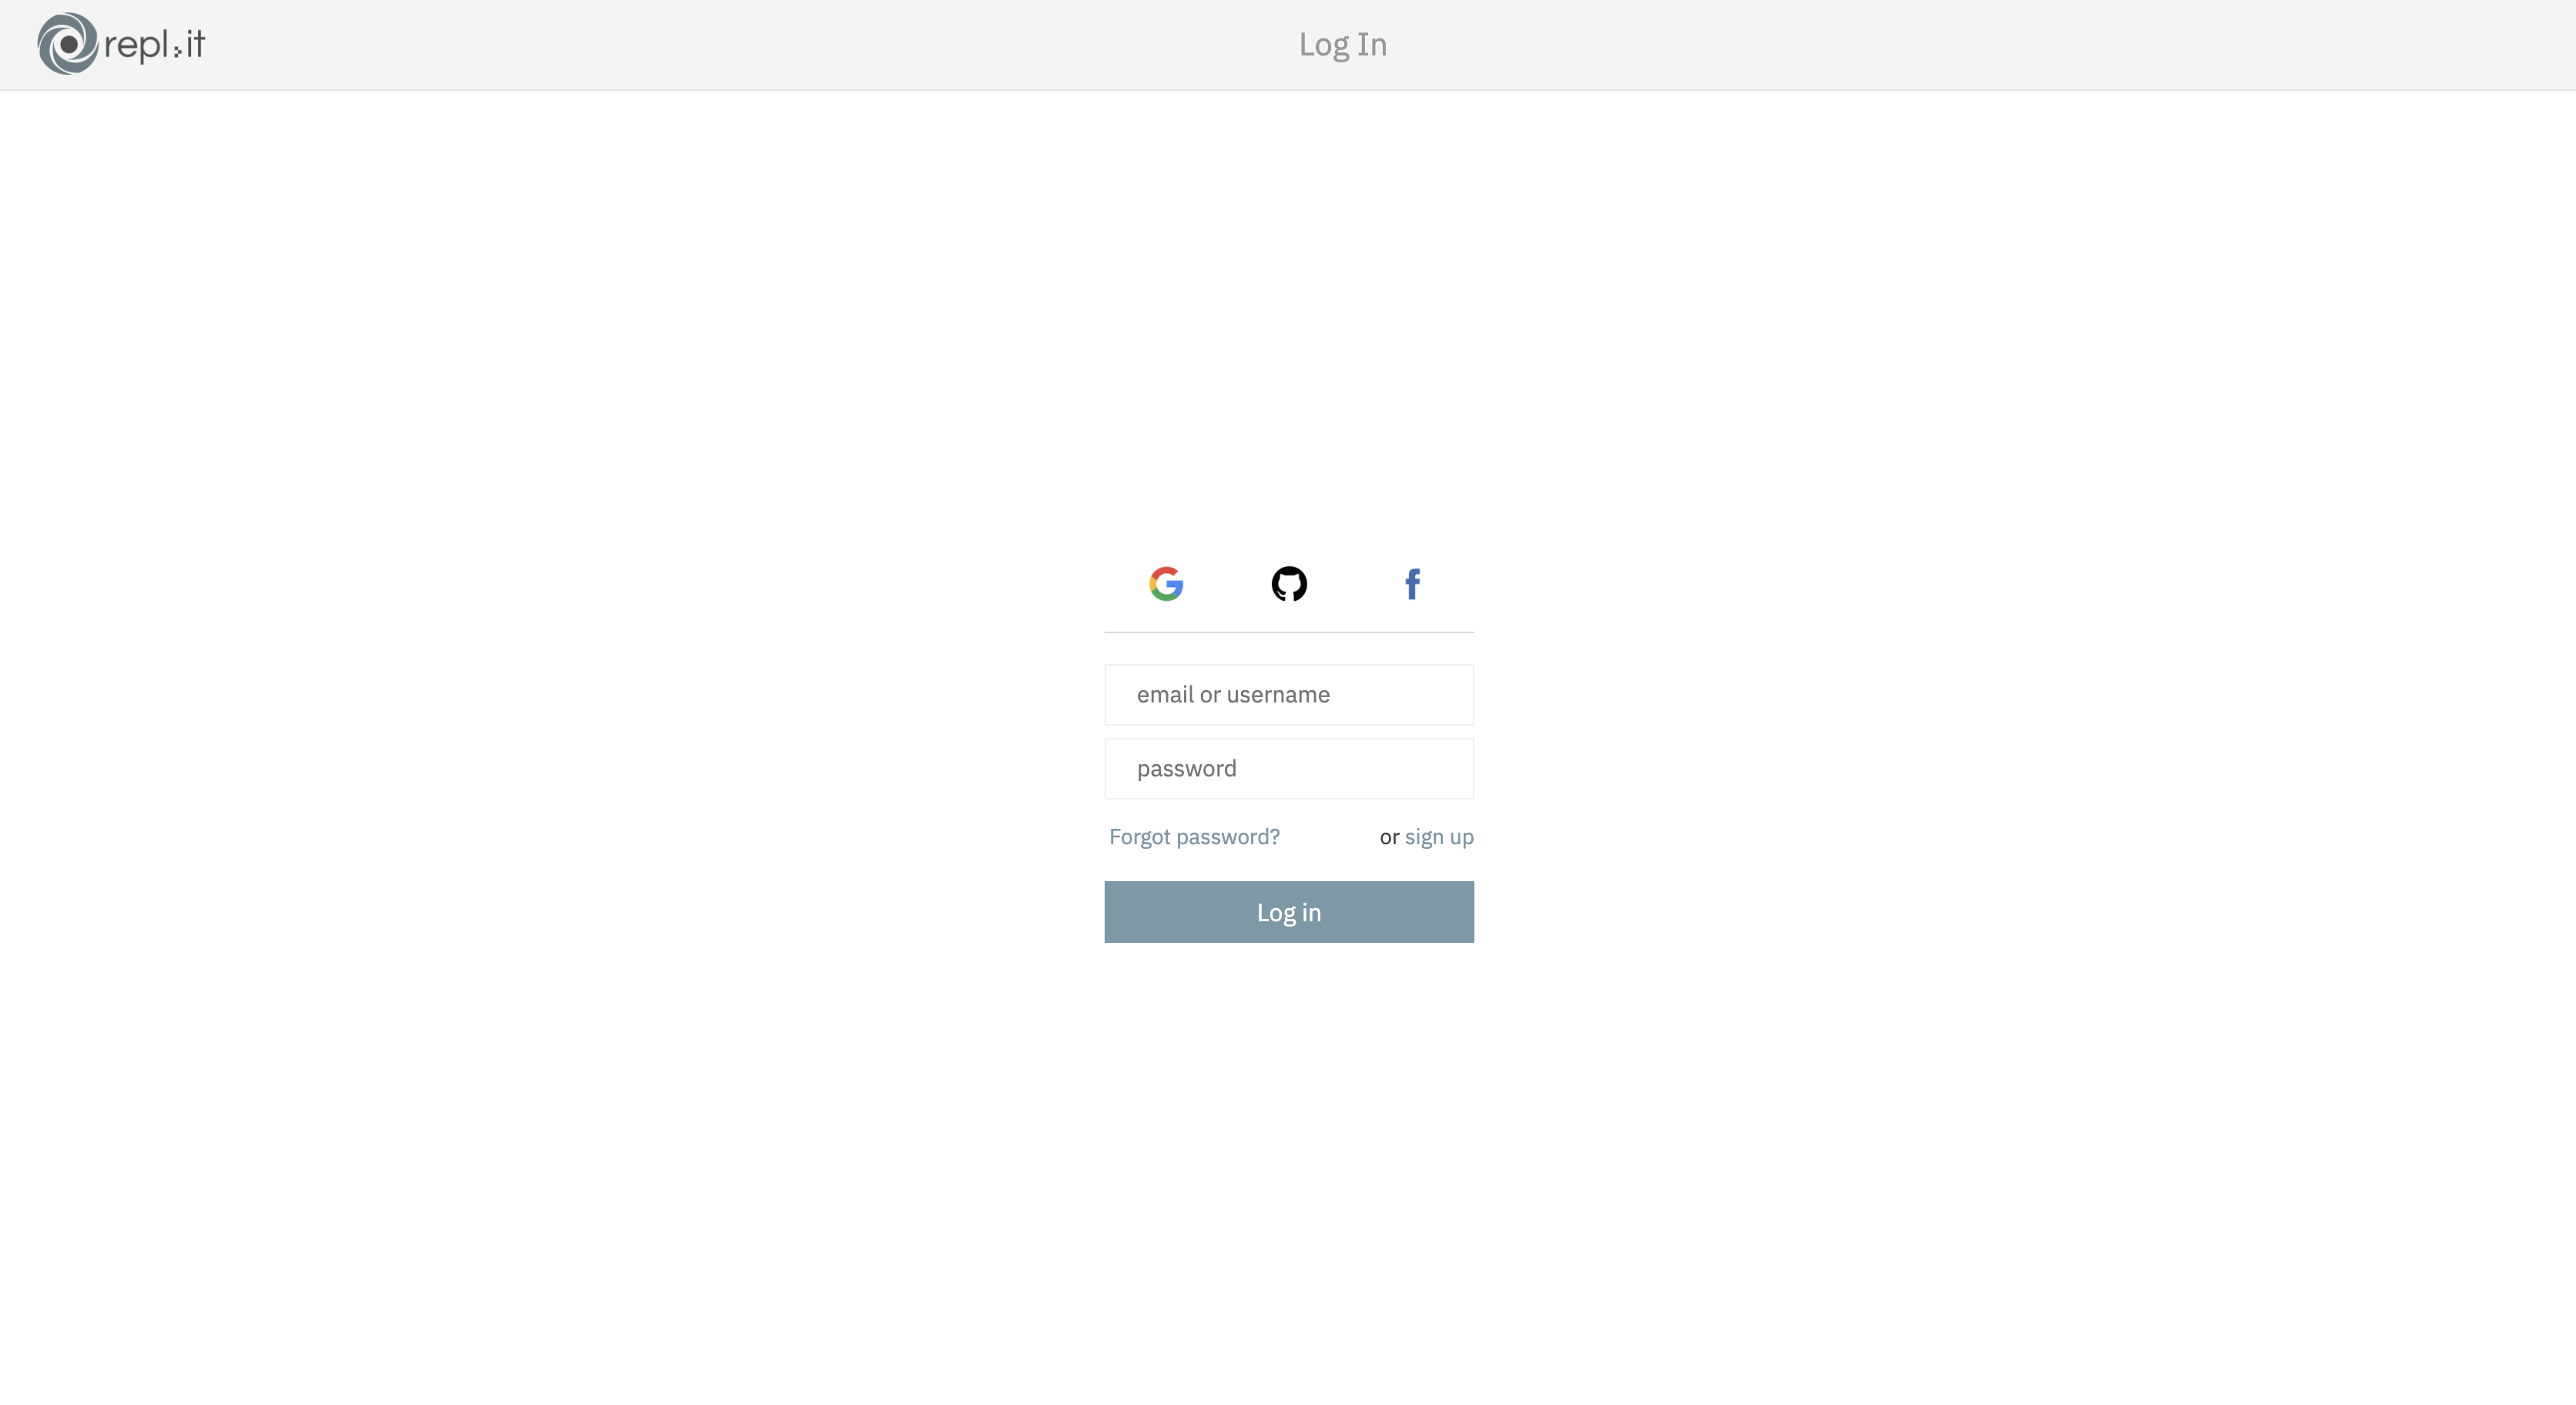 repl.it
Log In
email or username
password
Forgot password? or sign up
Log in